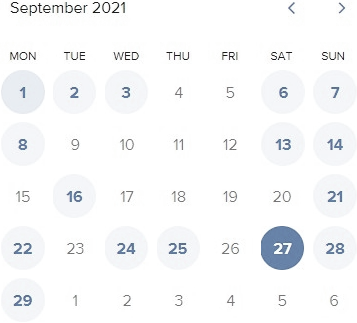 September 2021
MON TUE WED THU FRI SAT SUN
1 2 3 4 5 6 7
8 9 10 11 12 13 14
15 16 17 18 19 20 21
22 23 24 25 26 27 28
29 1 2 3 4 5 6